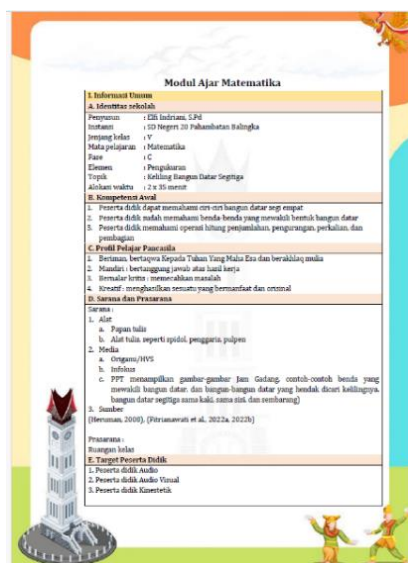 Modul Ajar Matematika
I. Informasi Umum
A. Identitas sekolah
Penyusun : Elfi Indriani, S.Pd
Instansi : SD Negeri 20 Pahambatan Balingka
Jenjang kelas : V
Mata pelajaran : Matematika
Fase : C
Elemen : Pengukuran
Topik : Keliling Bangun Datar Segitiga
Alokasi waktu : 2 x 35 menit
B. Kompetensi Awal
1. Peserta didik dapat memahami ciri-ciri bangun datar segi empat
2. Peserta didik sudah memahami benda-benda yang mewakili bentuk bangun datar
3. Peserta didik memahami operasi hitung penjumlahan, pengurangan, perkalian, dan
pembagian
C. Profil Pelajar Pancasila
1. Beriman, bertaqwa Kepada Tuhan Yang Maha Esa dan berakhlaq mulia
2. Mandiri : bertanggung jawab atas hasil kerja
3. Bernalar kritis : memecahkan masalah
4. Kreatif : menghasilkan sesuatu yang bermanfaat dan orisinal
D. Sarana dan Prasarana
Sarana :
1. Alat
a. Papan tulis
b. Alat tulis, seperti spidol, penggaris, pulpen
2. Media
a. Origami/HVS
b. Infokus
c. PPT menampilkan gambar-gambar Jam Gadang, contoh-contoh benda yang
mewakili bangun datar, dan bangun-bangun datar yang hendak dicari kelilingnya,
bangun datar segitiga sama kaki, sama sisi, dan sembarang)
3. Sumber
(Heruman, 2008), (Fitrianawati et al., 2022a, 2022b)
Prasarana :
Ruangan kelas
E. Target Peserta Didik
1. Peserta didik Audio
2. Peserta didik Audio Visual
3. Peserta didik Kinestetik